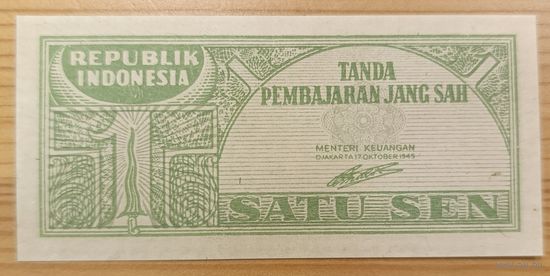 REPUBLIK
INDONESIA
TANDA
PEMBAJARAN JANG SAH
MENTERI KEUANGAN
DJAKARTA 17 OKTOBER 1945
SATU SEN